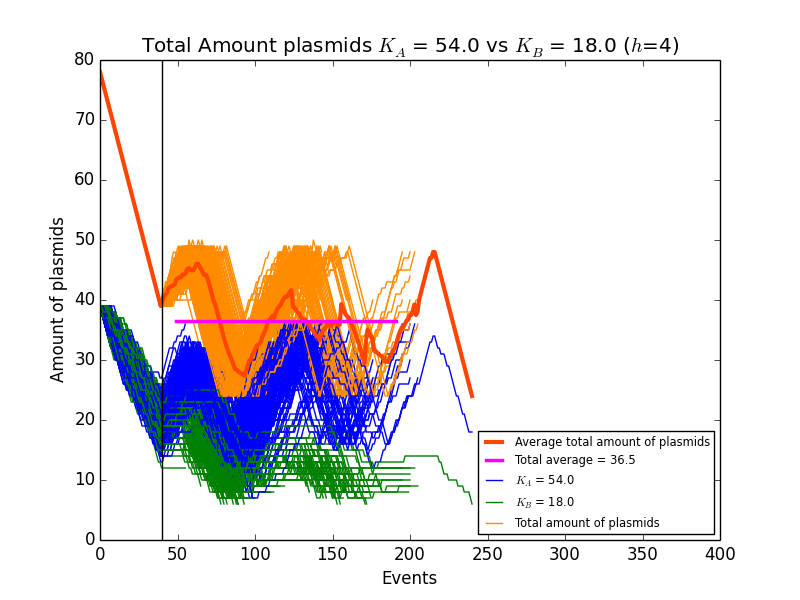 Total Amount plasmids K_A = 54.0 vs K_B = 18.0 (h=4)
80
70
60
50
40
30
20
10
0
Amount of plasmids
Average total amount of plasmids
Total average = 36.5
K_A = 54.0
K_B = 18.0
Total amount of plasmids
0 50 100 150 200 250 300 350 400
Events